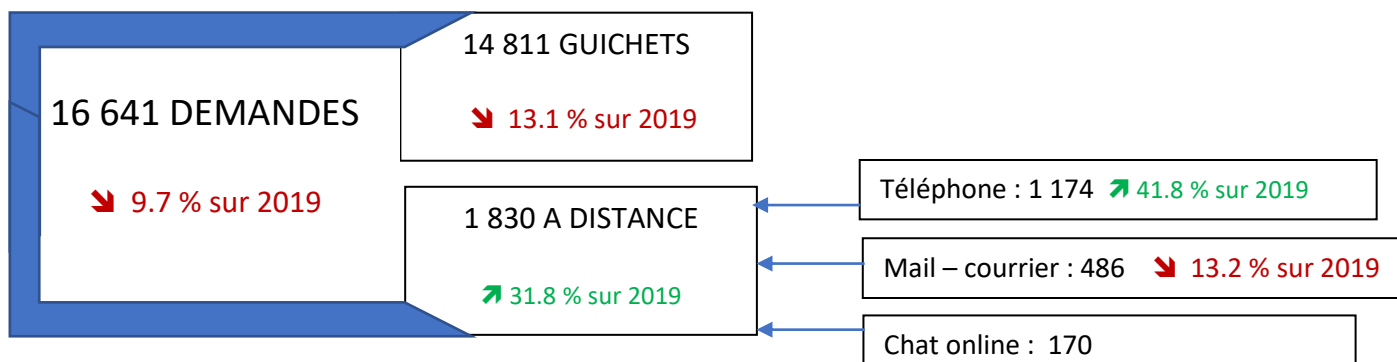 16 641 DEMANDES
↘ 9.7 % sur 2019
14 811 GUICHETS
↘ 13.1 % sur 2019
1 830 A DISTANCE
↗ 31.8 % sur 2019
Téléphone : 1 174 ↗ 41.8 % sur 2019
Mail – courrier : 486 ↘ 13.2 % sur 2019
Chat online : 170